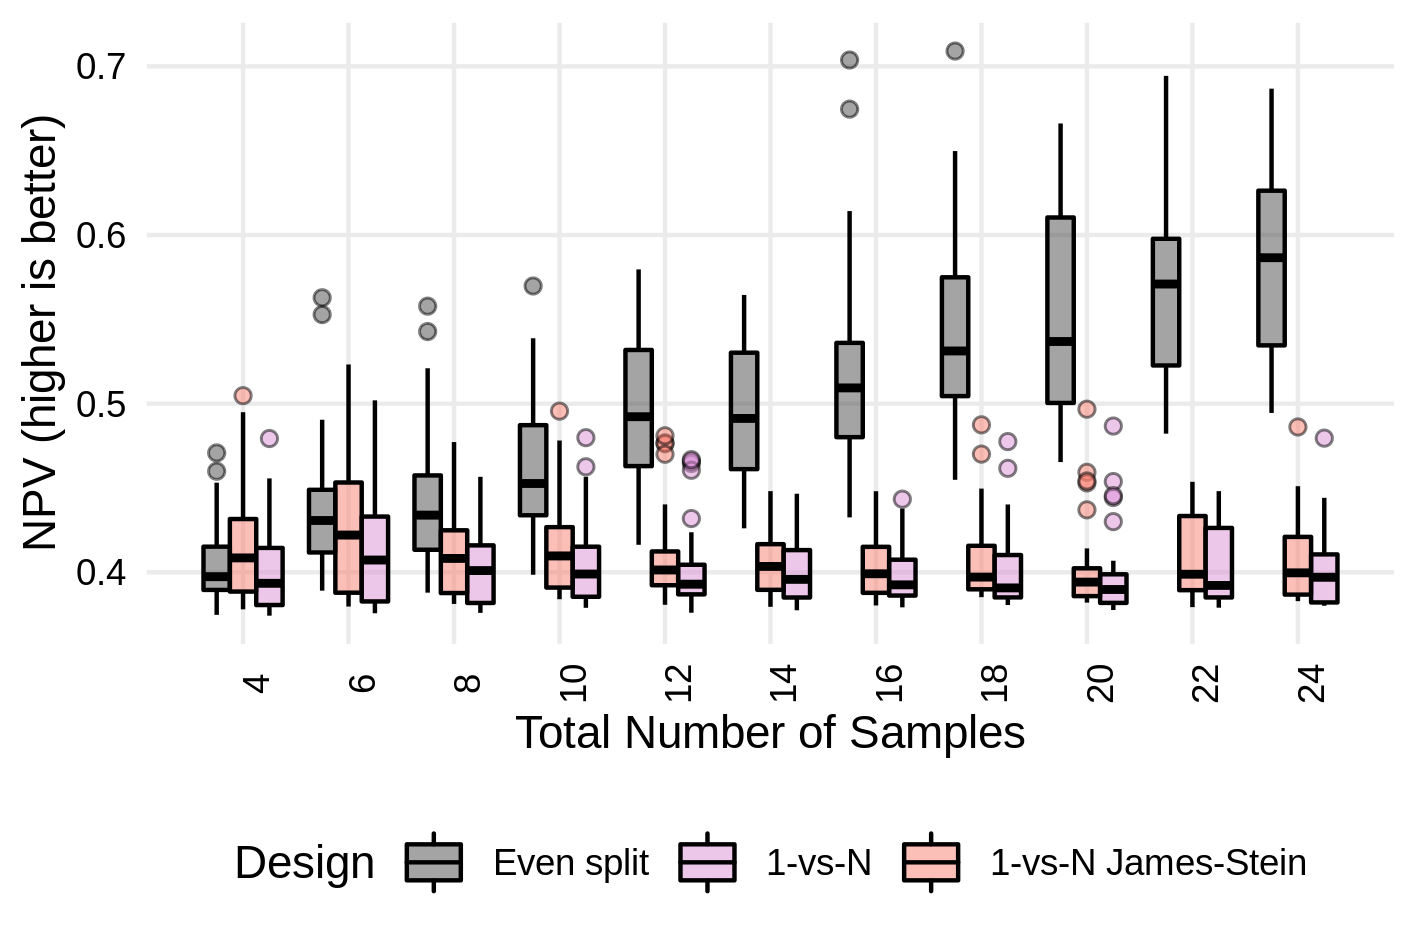 NPV (higher is better)
0.7
0.6
0.5
0.4
4 6 8 10 12 14 16 18 20 22 24
Total Number of Samples
Design Even split 1-vs-N 1-vs-N James-Stein